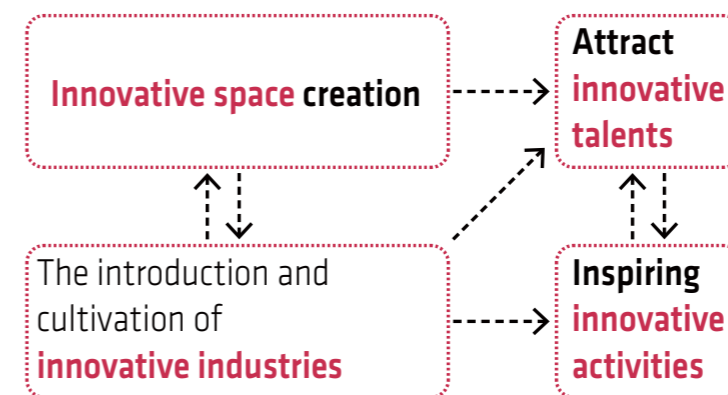 Innovative space creation
Attract
innovative
talents
The introduction and
cultivation of
innovative industries
Inspiring
innovative
activities